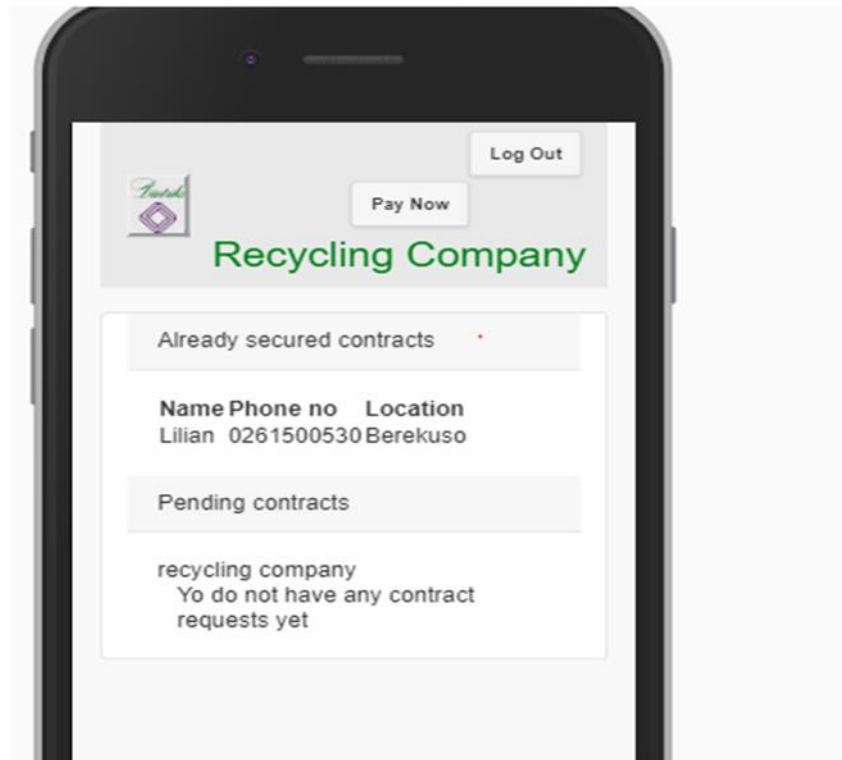 Log Out
Pay Now
Recycling Company
Already secured contracts
Name Phone no Location
Lilian 0261500530 Berekuso
Pending contracts
recycling company
Yo do not have any contract
requests yet